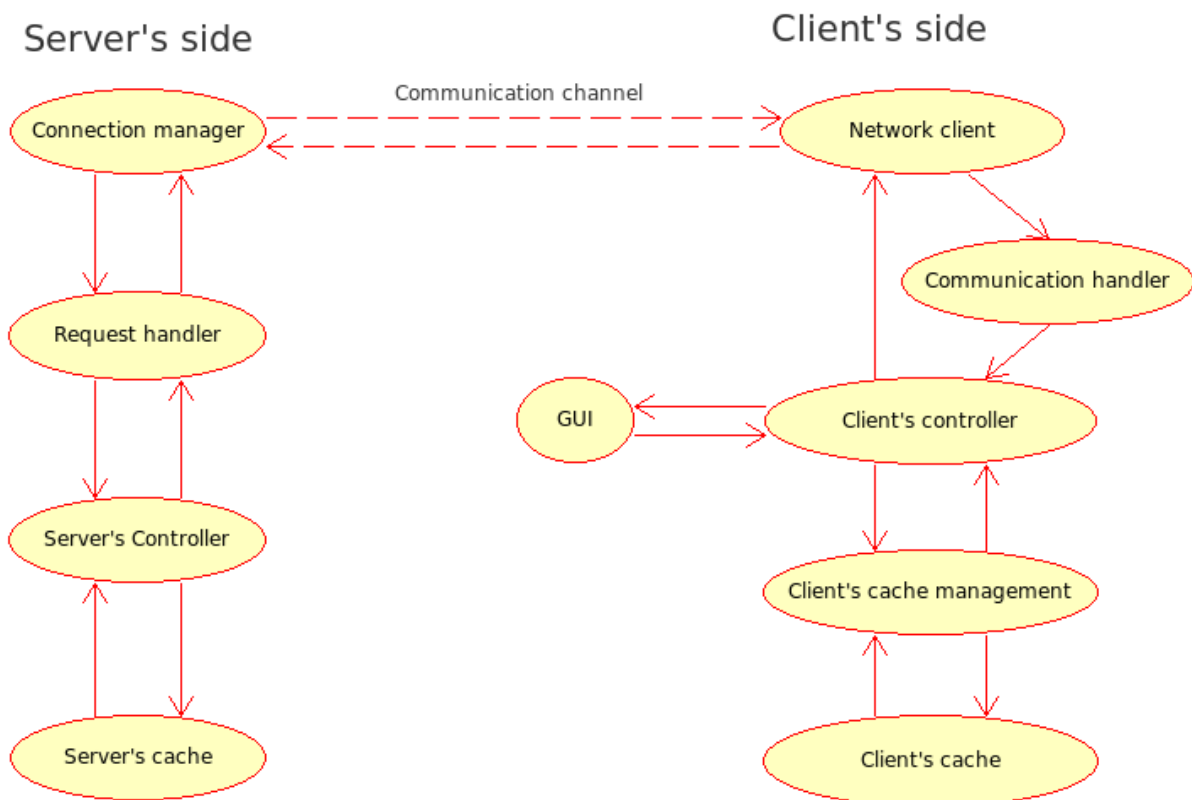 Server's side
Client's side
Communication channel
Connection manager
Network client
Communication handler
Request handler
GUI
Client's controller
Server's Controller
Client's cache management
Server's cache
Client's cache